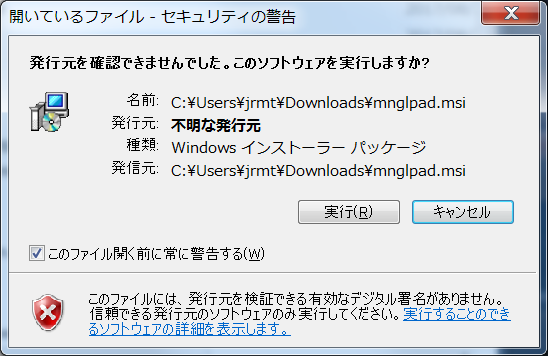 開いているファイル - セキュリティの警告
発行元を確認できませんでした。このソフトウェアを実行しますか?
名前: C:¥Users¥jrmt¥Downloads¥mnglpad.msi
発行元: 不明な発行元
種類: Windows インストーラー パッケージ
発信元: C:¥Users¥jrmt¥Downloads¥mnglpad.msi
実行(R) キャンセル
このファイル開く前に常に警告する(W)
このファイルには、発行元を検証できる有効なデジタル署名がありません。
信頼できる発行元のソフトウェアのみ実行してください。実行することのでき
るソフトウェアの詳細を表示します。